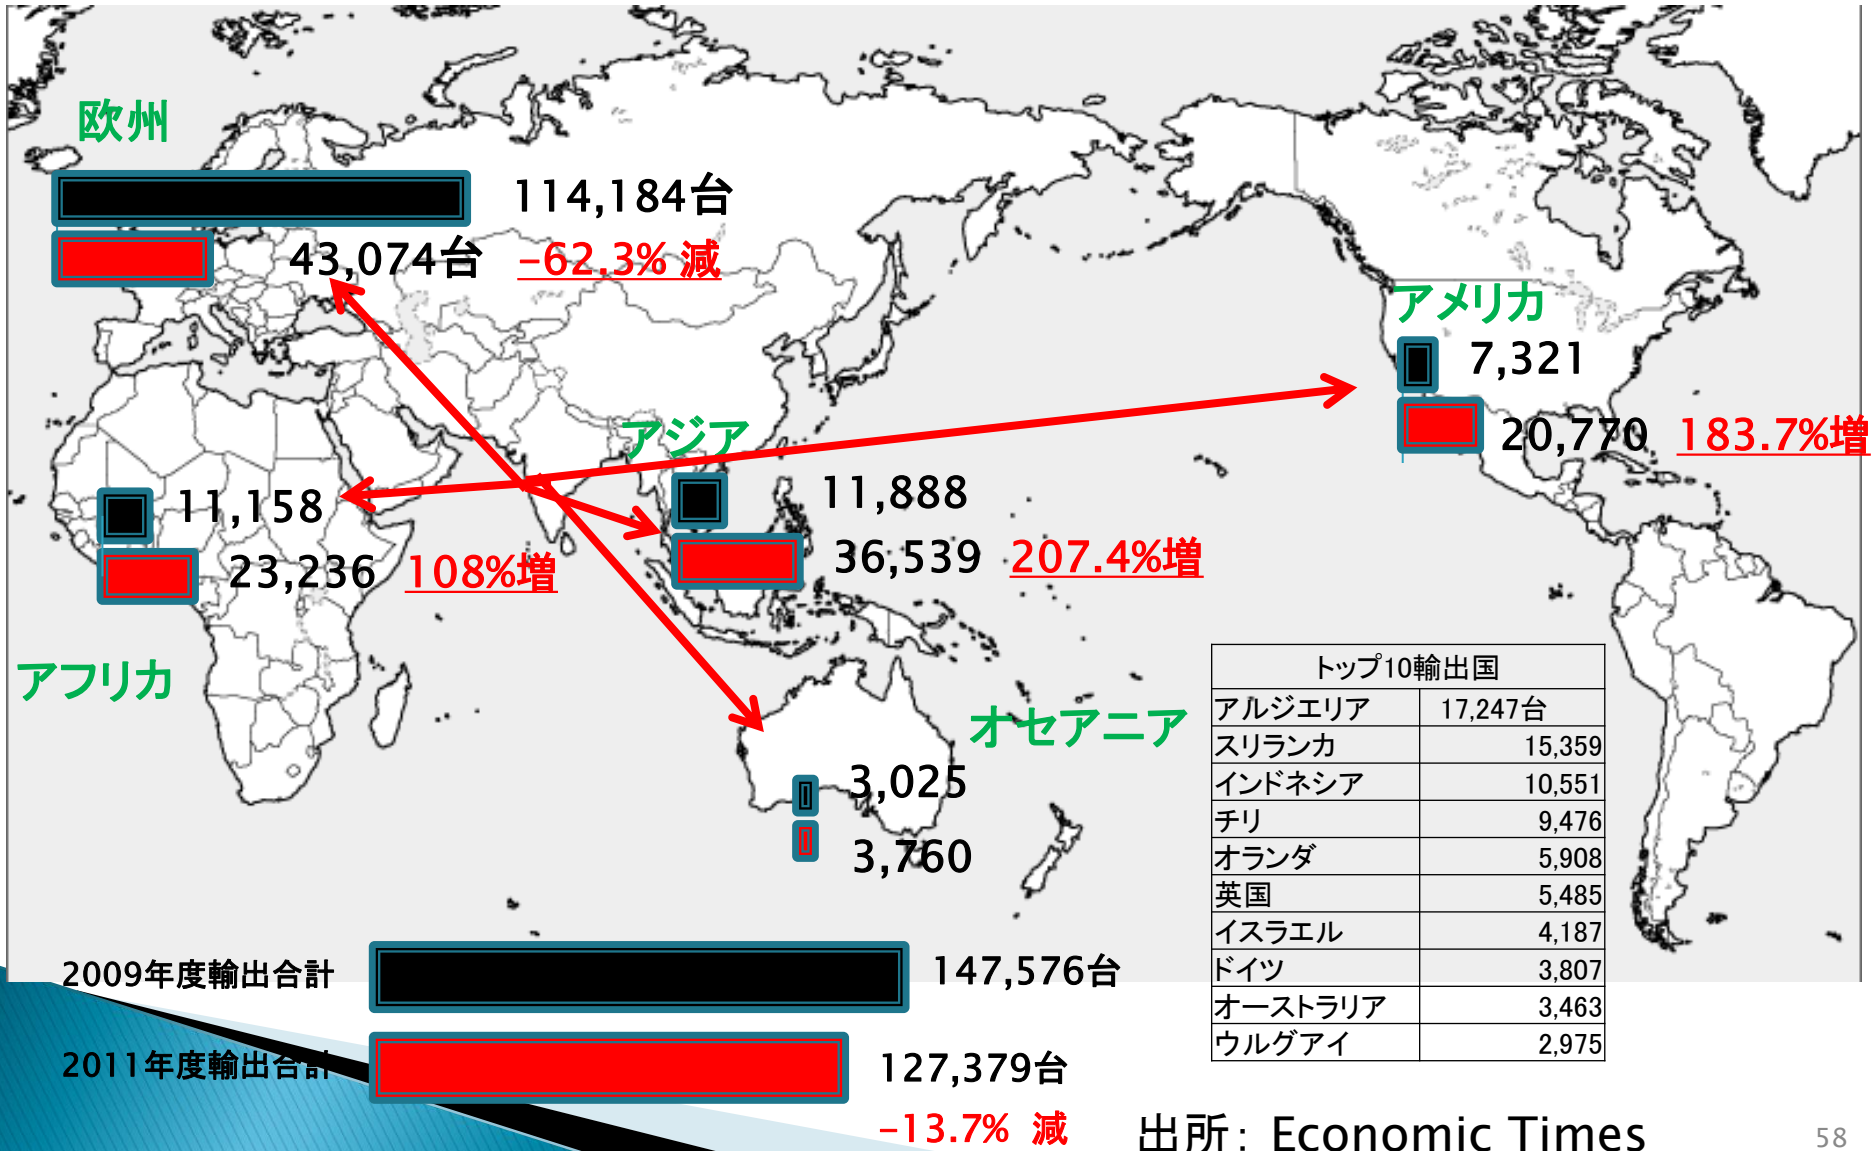 欧州
114,184台
43,074台 -62.3% 減
アメリカ
7,321
20,770 183.7%増
アジア
11,888
36,539 207.4%増
11,158
23,236 108%増
アフリカ
オセアニア
3,025
3,760
トップ10輸出国
アルジエリア 17,247台
スリランカ 15,359
インドネシア 10,551
チリ 9,476
オランダ 5,908
英国 5,485
イスラエル 4,187
ドイツ 3,807
オーストラリア 3,463
ウルグアイ 2,975
2009年度輸出合計 147,576台
2011年度輸出合計 127,379台
-13.7% 減
出所: Economic Times
58